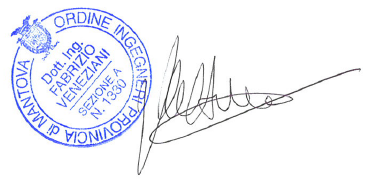 ORDINE INGEGNERI PROVINCIA di MANTOVA
Dott. Ing.
FABRIZIO
VENEZIANI
SEZIONE A
N. 1330